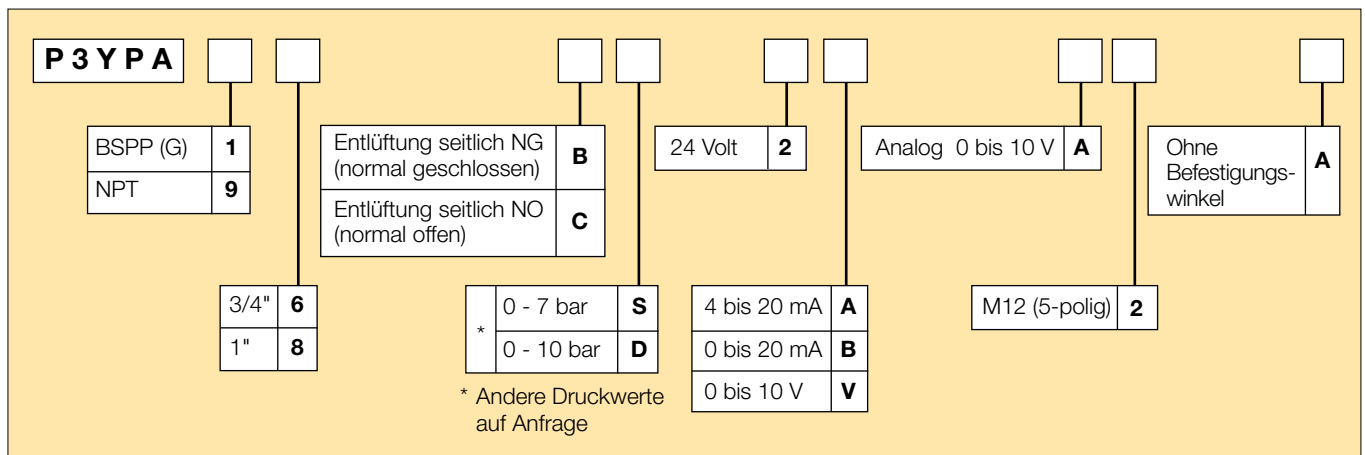 P3YPA
BSPP (G) 1
NPT 9
Entlüftung seitlich NG
(normal geschlossen) B
Entlüftung seitlich NO
(normal offen) C
24 Volt 2
Analog 0 bis 10 V A
Ohne
Befestigungs-
winkel A
3/4" 6
1" 8
* 0 - 7 bar S
0 - 10 bar D
* Andere Druckwerte
auf Anfrage
4 bis 20 mA A
0 bis 20 mA B
0 bis 10 V V
M12 (5-polig) 2